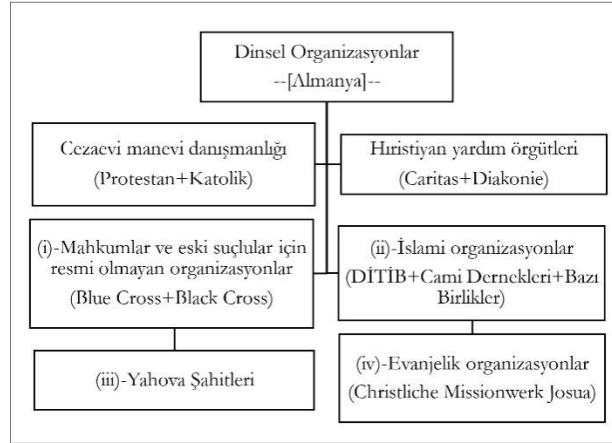 Dinsel Organizasyonlar
--[Almanya]--
Cezaevi manevi danışmanlığı
(Protestan+Katolik)
Hıristiyan yardım örgütleri
(Caritas+Diakonie)
(i)-Mahkumlar ve eski suçlular için
resmi olmayan organizasyonlar
(Blue Cross+Black Cross)
(ii)-İslami organizasyonlar
(DİTİB+Cami Dernekleri+Bazı
Birlikler)
(iii)-Yahova Şahitleri
(iv)-Evanjelik organizasyonlar
(Christliche Missionwerk Josua)